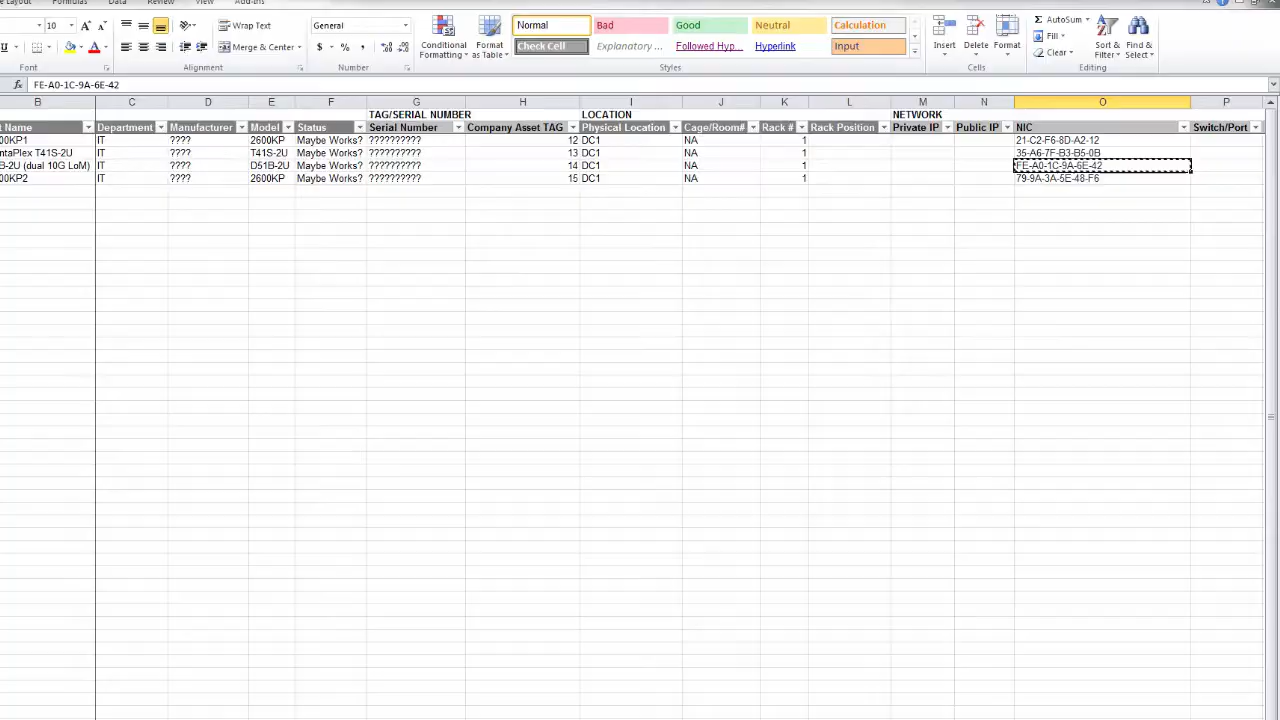 Page Layout Formulas Data Review View Add-Ins
10 A A Wrap Text General Normal Bad Good Neutral Calculation AutoSum
U A Merge & Center $ % , Conditional Formatting Format as Table Check Cell Explanatory ... Followed Hyp... Hyperlink Input Insert Delete Format Fill Clear Sort & Filter Find & Select
Font Alignment Number Styles Cells Editing
fx FE-A0-1C-9A-6E-42
B C D E F G H I J K L M N O P
TAG/SERIAL NUMBER LOCATION NETWORK
t Name Department Manufacturer Model Status Serial Number Company Asset TAG Physical Location Cage/Room# Rack # Rack Position Private IP Public IP NIC Switch/Port
00KP1 IT ???? 2600KP Maybe Works? ?????????? 12 DC1 NA 1 21-C2-F6-8D-A2-12
ntaPlex T41S-2U IT ???? T41S-2U Maybe Works? ?????????? 13 DC1 NA 1 35-A6-7F-B3-B5-0B
B-2U (dual 10G LoM) IT ???? D51B-2U Maybe Works? ?????????? 14 DC1 NA 1 FE-A0-1C-9A-6E-42
00KP2 IT ???? 2600KP Maybe Works? ?????????? 15 DC1 NA 1 79-9A-3A-5E-48-F6